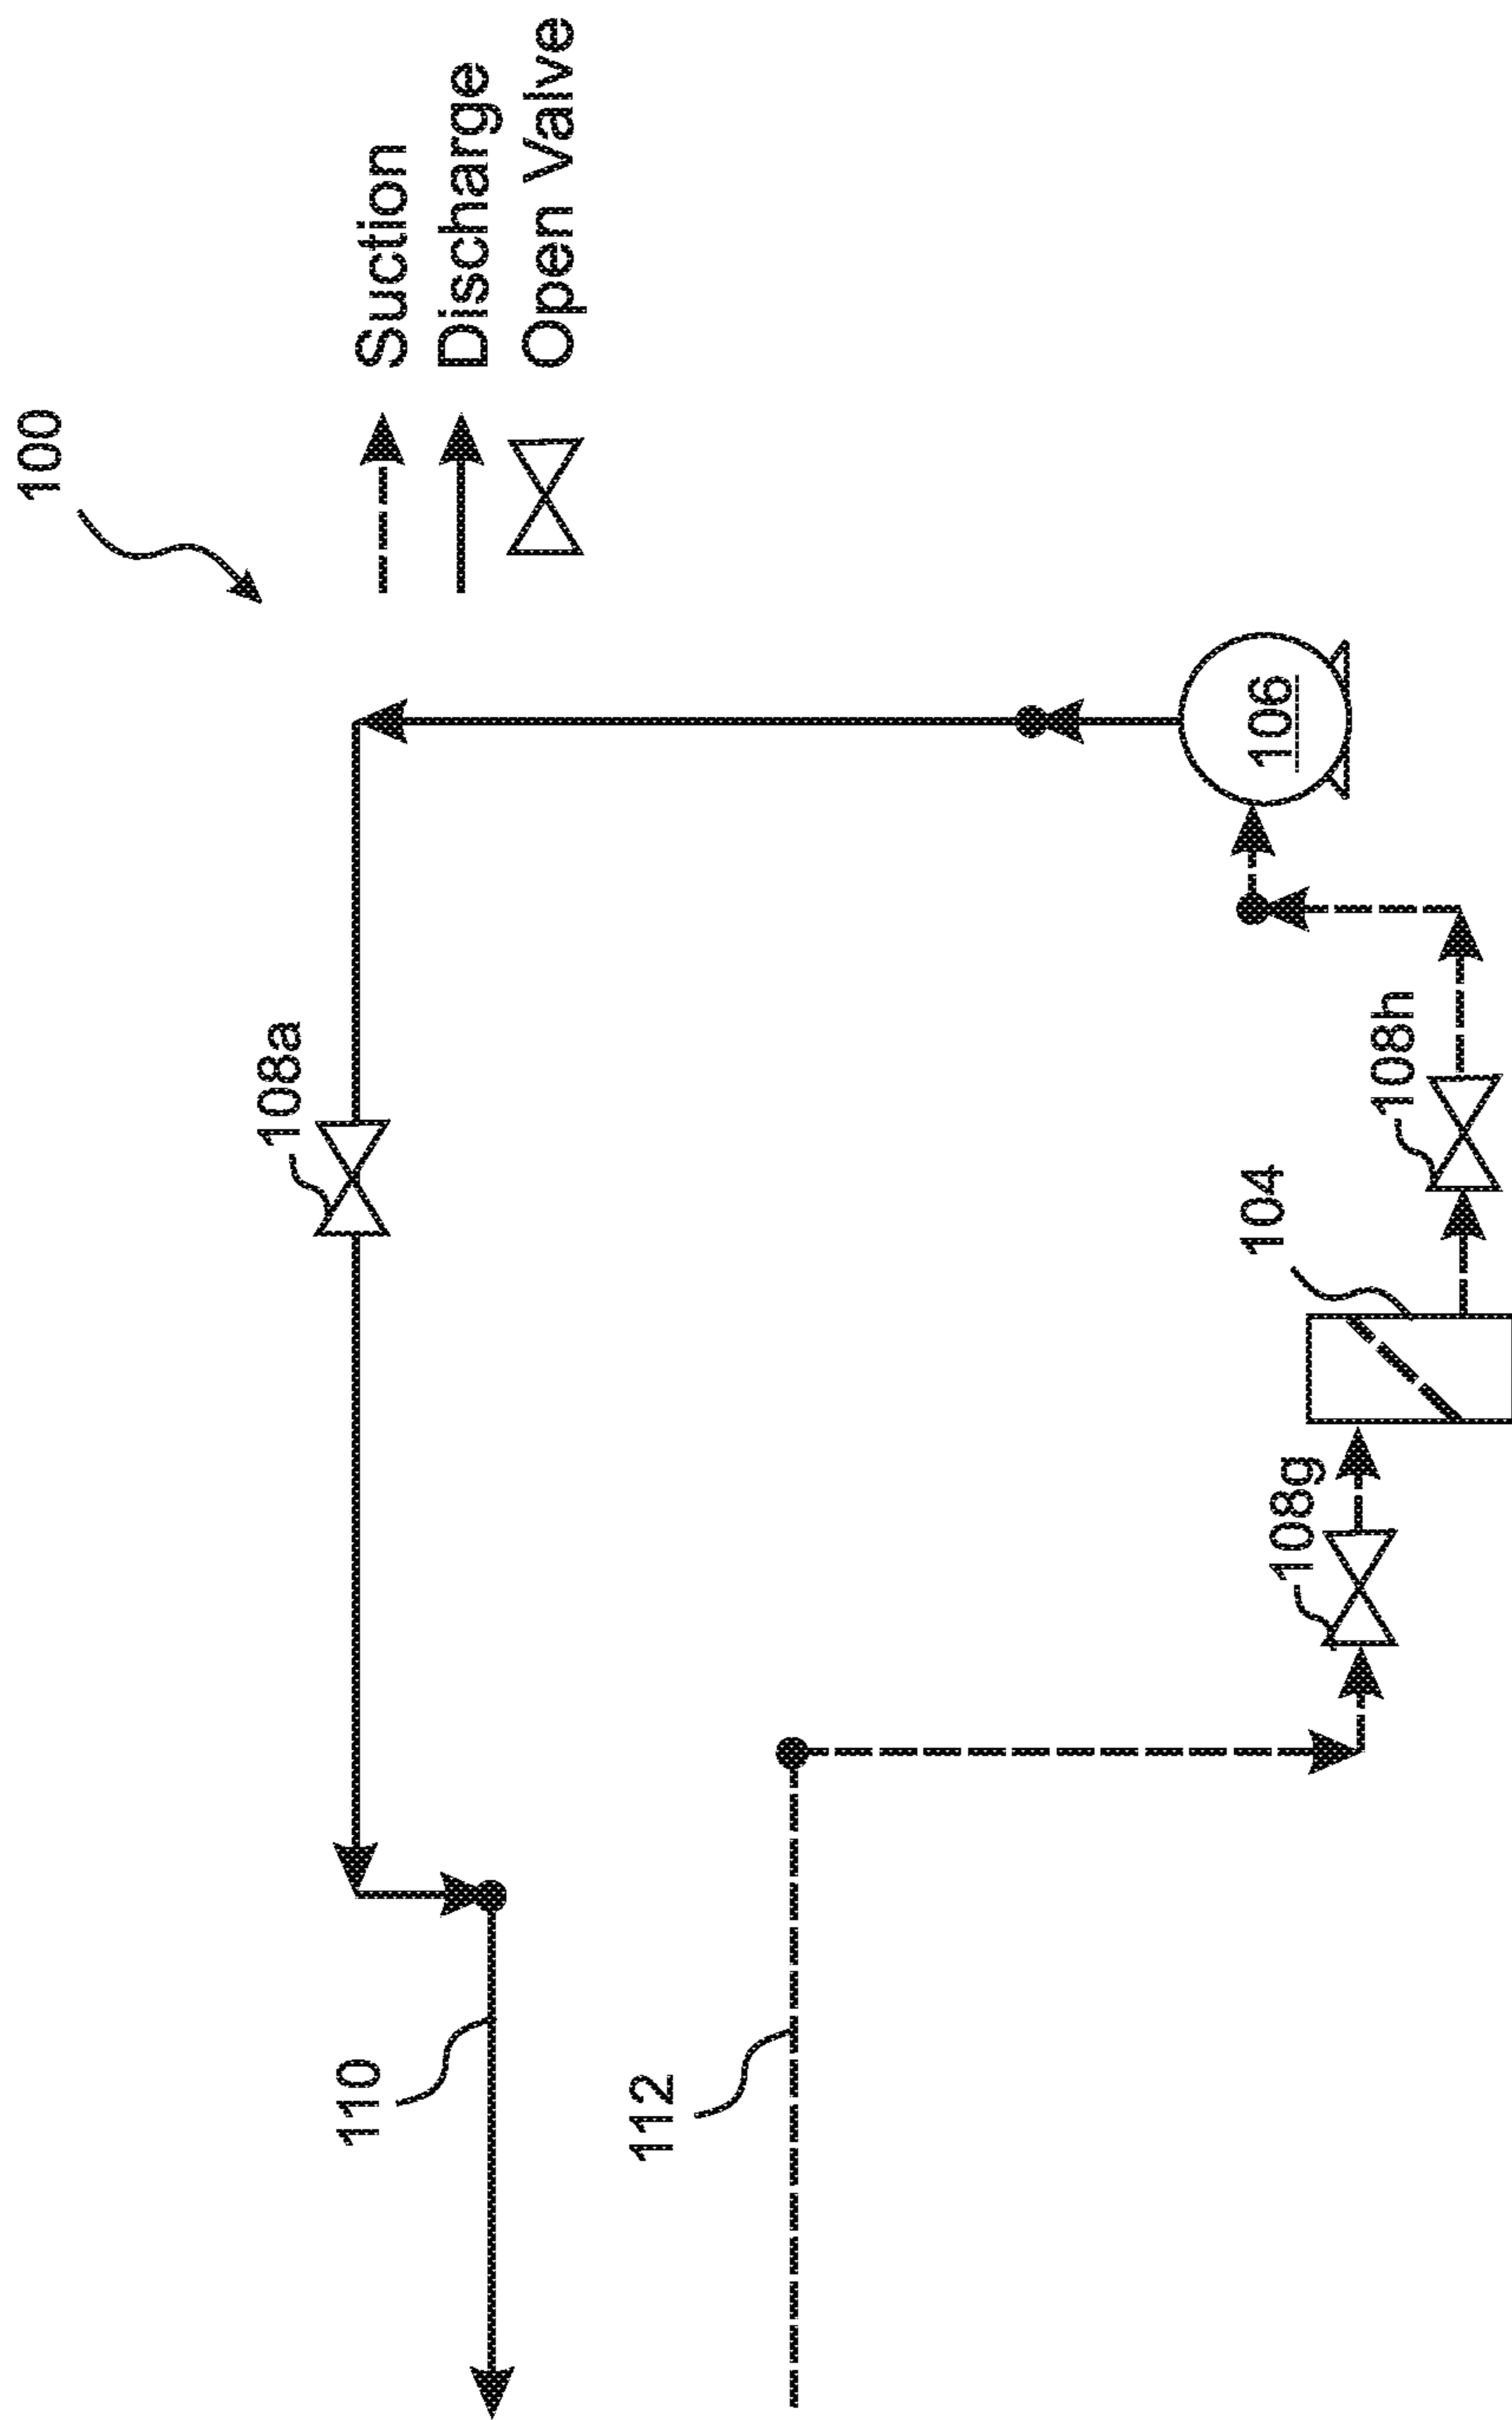 100
Suction
Discharge
Open Valve
108a
110
112
106
108h
104
108g